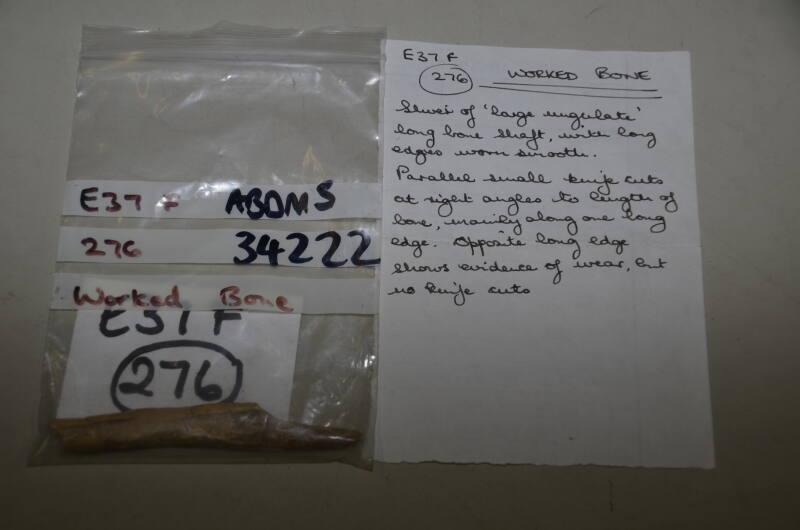 E37 F ABDMS
276 34222
Worked Bone
E37 F
276
E37 F
276 WORKED BONE
Sliver of 'large ungulate'
long bone shaft, with long
edges worn smooth.
Parallel small knife cuts
at right angles to length of
bone, mainly along one long
edge. Opposite long edge
shows evidence of wear, but
no knife cuts